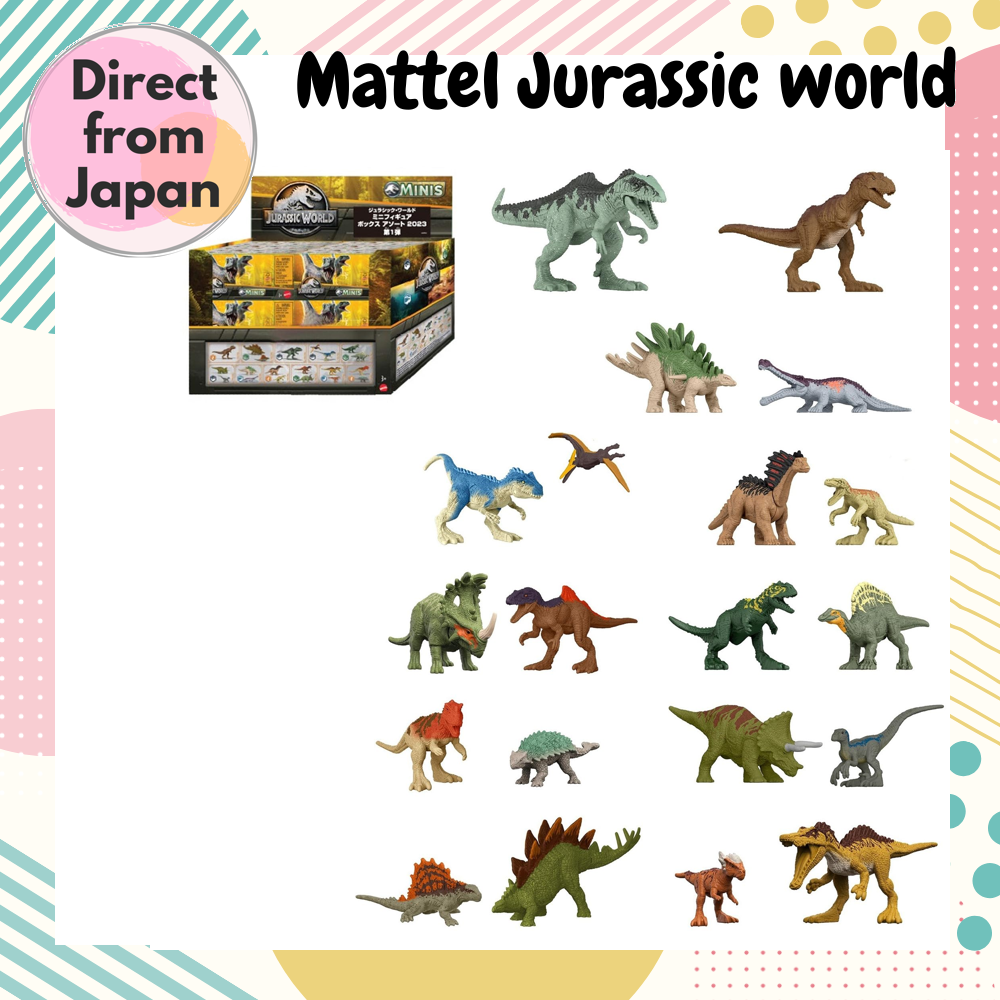 Direct
from
Japan
Mattel Jurassic world
MINIS
JURASSIC WORLD
ジュラシック・ワールド
ミニフィギュア
ボックス アソート 2023
第1弾
MINIS
MINIS